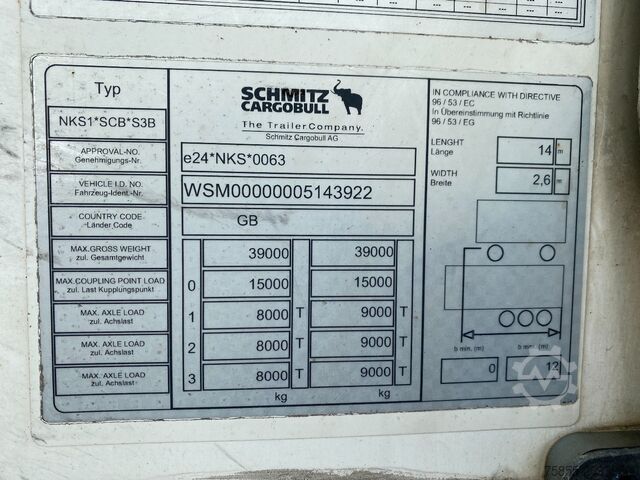 Typ
NKS1*SCB*S3B
APPROVAL-NO.
Genehmigungs-Nr.
VEHICLE I.D. NO.
Fahrzeug-Ident.-Nr.
COUNTRY CODE
Länder Code
MAX.GROSS WEIGHT
zul. Gesamtgewicht
MAX.COUPLING POINT LOAD
zul. Last Kupplungspunkt
MAX. AXLE LOAD
zul. Achslast
MAX. AXLE LOAD
zul. Achslast
MAX. AXLE LOAD
zul. Achslast
SCHMITZ
CARGOBULL
The Trailer Company.
Schmitz Cargobull AG
e24*NKS*0063
WSM00000005143922
GB
39000 39000
0 15000 15000
1 8000 T 9000 T
2 8000 T 9000 T
3 8000 T 9000 T
kg kg
IN COMPLIANCE WITH DIRECTIVE
96 / 53 / EC
In Übereinstimmung mit Richtlinie
96 / 53 / EG
LENGHT
Länge
14 m
WIDTH
Breite
2,6 m
b min. (m) b max. (m)
0 12